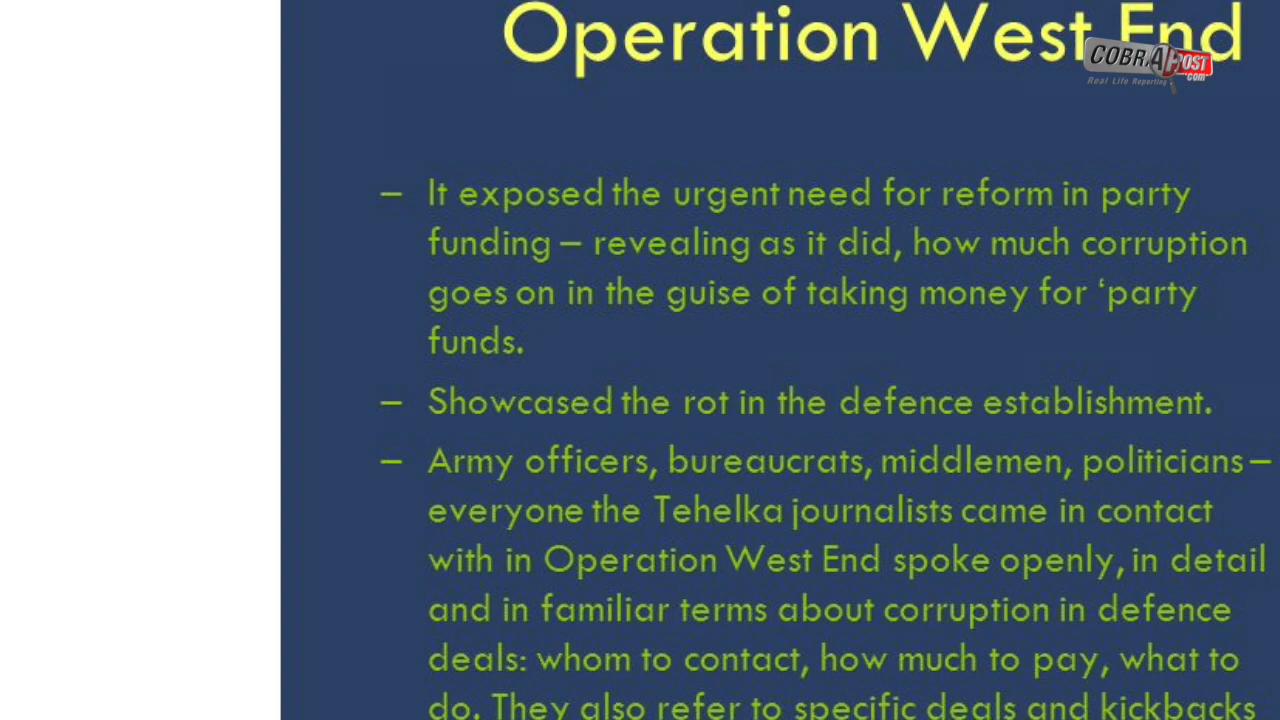 Operation West End
COBRAPOST
.com
Real Life Reporting
– It exposed the urgent need for reform in party
funding – revealing as it did, how much corruption
goes on in the guise of taking money for ‘party
funds.
– Showcased the rot in the defence establishment.
– Army officers, bureaucrats, middlemen, politicians –
everyone the Tehelka journalists came in contact
with in Operation West End spoke openly, in detail
and in familiar terms about corruption in defence
deals: whom to contact, how much to pay, what to
do. They also refer to specific deals and kickbacks